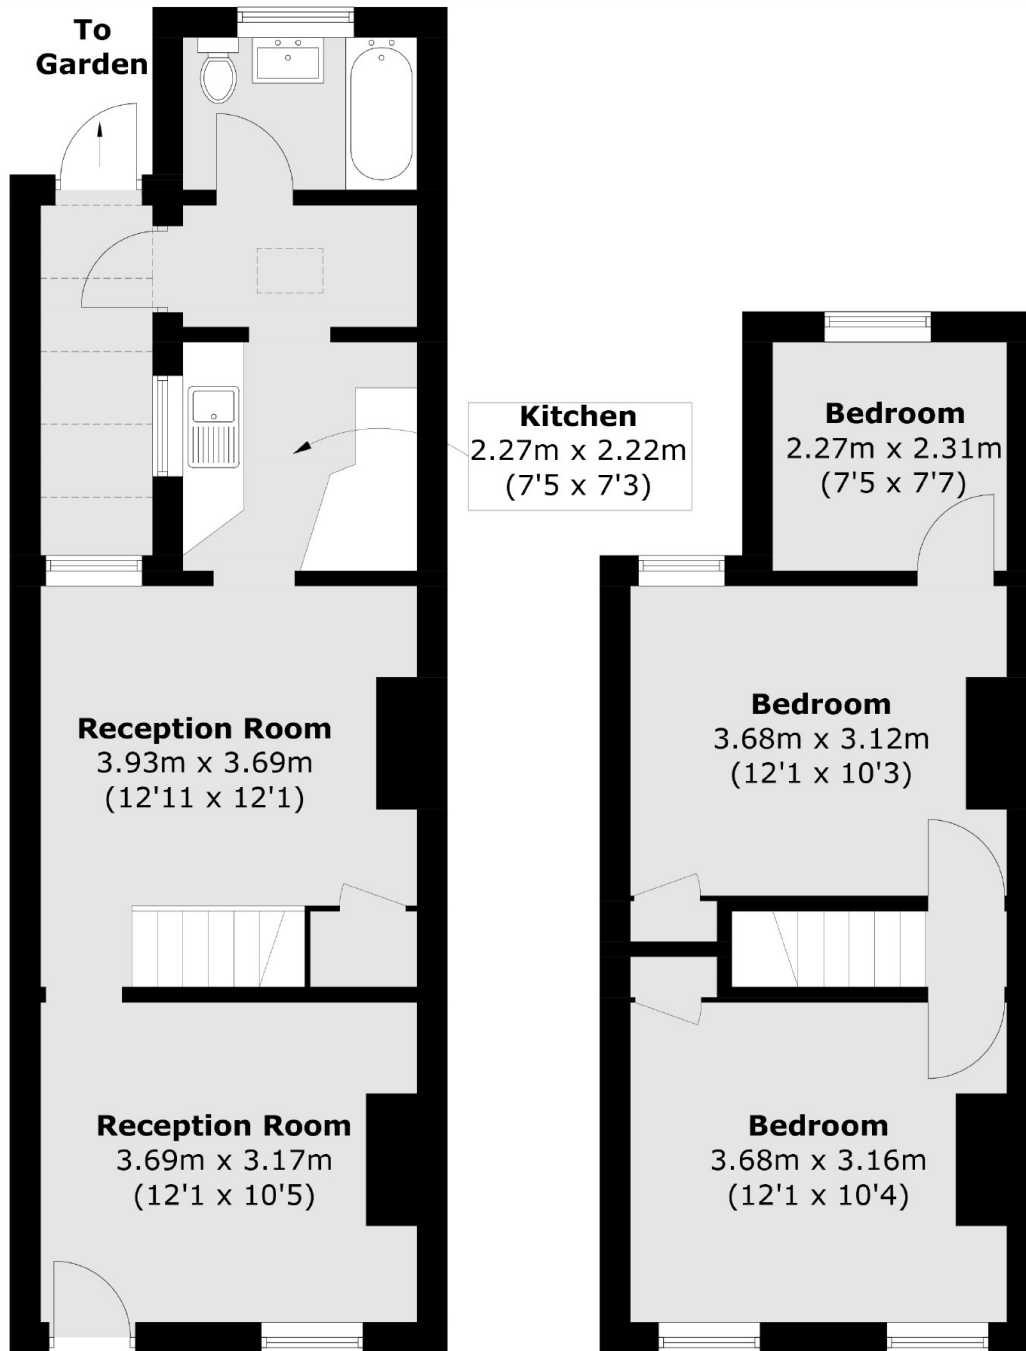 To
Garden
Kitchen
2.27m x 2.22m
(7'5 x 7'3)
Reception Room
3.93m x 3.69m
(12'11 x 12'1)
Reception Room
3.69m x 3.17m
(12'1 x 10'5)
Bedroom
2.27m x 2.31m
(7'5 x 7'7)
Bedroom
3.68m x 3.12m
(12'1 x 10'3)
Bedroom
3.68m x 3.16m
(12'1 x 10'4)